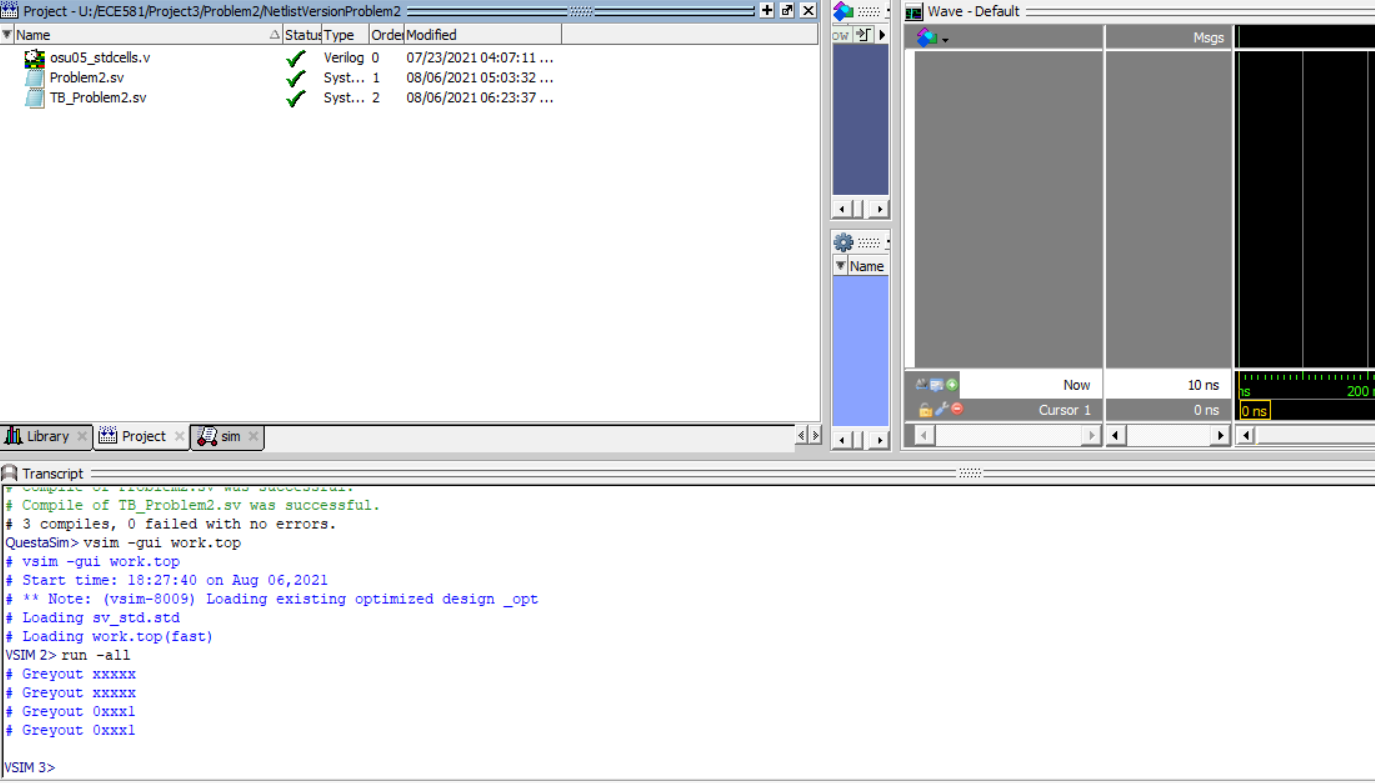 Project - U:/ECE581/Project3/Problem2/NetlistVersionProblem2
Name Status Type Order Modified
osu05_stdcells.v Verilog 0 07/23/2021 04:07:11 ...
Problem2.sv Syst... 1 08/06/2021 05:03:32 ...
TB_Problem2.sv Syst... 2 08/06/2021 06:23:37 ...
Library Project sim
Name
Wave - Default
Msgs
Now 10 ns
Cursor 1 0 ns
ns 200
0 ns
Transcript
# Compile of Problem2.sv was successful.
# Compile of TB_Problem2.sv was successful.
# 3 compiles, 0 failed with no errors.
QuestaSim> vsim -gui work.top
# vsim -gui work.top
# Start time: 18:27:40 on Aug 06,2021
# ** Note: (vsim-8009) Loading existing optimized design _opt
# Loading sv_std.std
# Loading work.top(fast)
VSIM 2> run -all
# Greyout xxxxx
# Greyout xxxxx
# Greyout 0xxx1
# Greyout 0xxx1
VSIM 3>